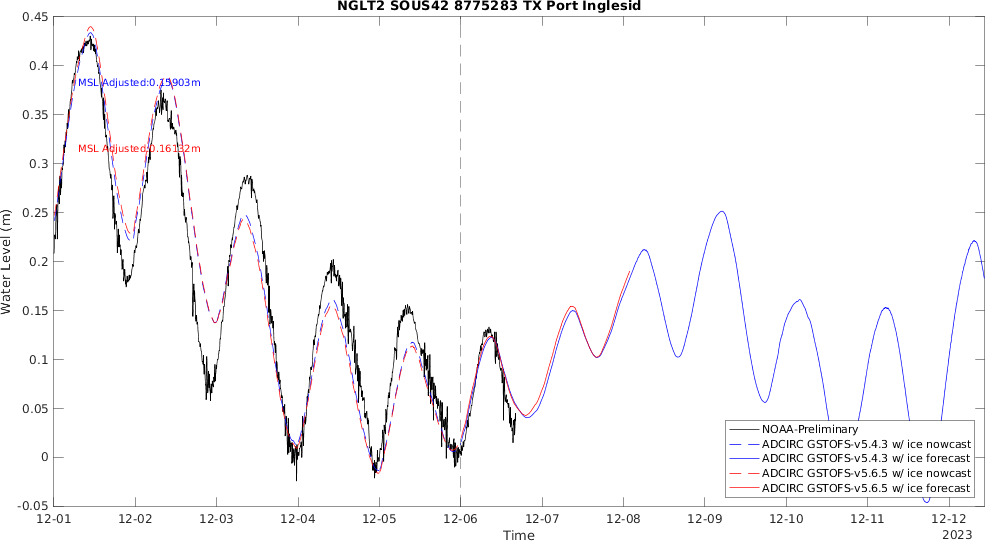 NGLT2 SOUS42 8775283 TX Port Inglesid
0.45
0.4
0.35
0.3
0.25
0.2
0.15
0.1
0.05
0
-0.05
Water Level (m)
MSL Adjusted:0.15903m
MSL Adjusted:0.16132m
NOAA-Preliminary
ADCIRC GSTOFS-v5.4.3 w/ ice nowcast
ADCIRC GSTOFS-v5.4.3 w/ ice forecast
ADCIRC GSTOFS-v5.6.5 w/ ice nowcast
ADCIRC GSTOFS-v5.6.5 w/ ice forecast
12-01 12-02 12-03 12-04 12-05 12-06 12-07 12-08 12-09 12-10 12-11 12-12
Time
2023